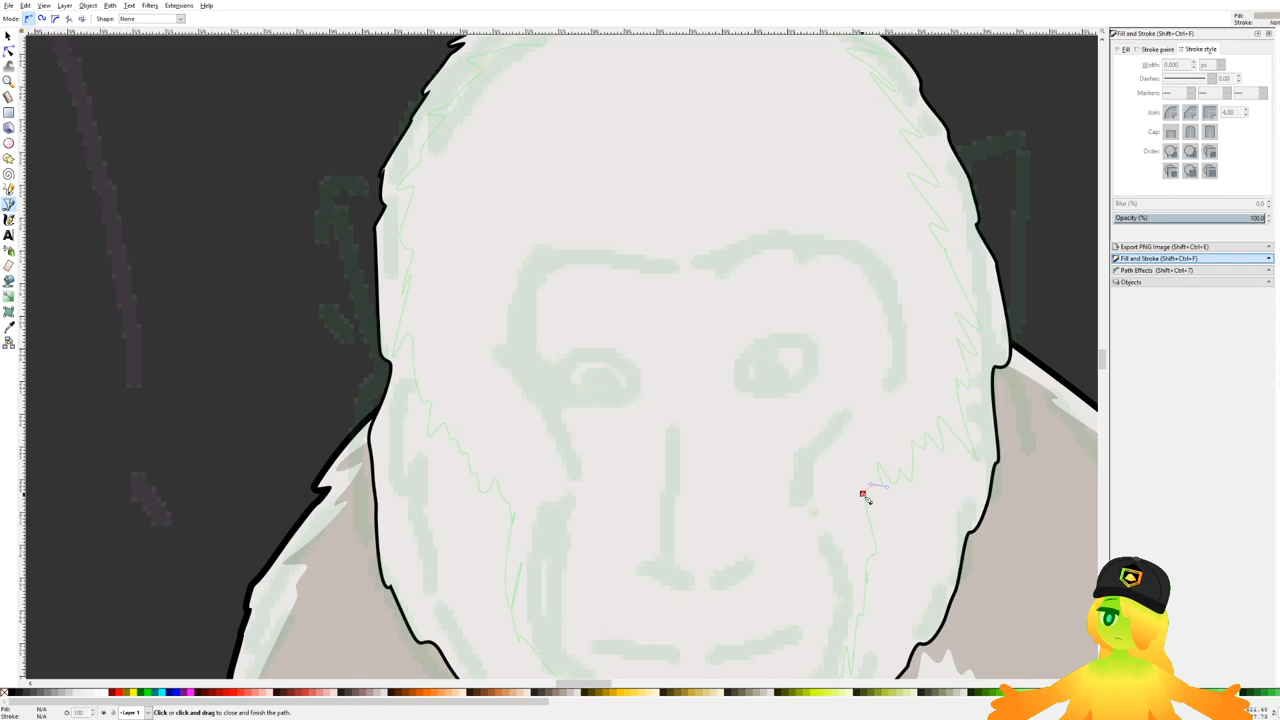 File Edit View Layer Object Path Text Filters Extensions Help
Mode: Shape: None
Fill:
Stroke:
Fill and Stroke (Shift+Ctrl+F)
Fill Stroke paint Stroke style
Width: 0.000 px
Dashes: 0.00
Markers:
Join: 4.00
Cap:
Order:
Blur (%) 0.0
Opacity (%) 100.0
Export PNG Image (Shift+Ctrl+E)
Fill and Stroke (Shift+Ctrl+F)
Path Effects (Shift+Ctrl+7)
Objects
Fill: N/A
Stroke: N/A
O: 100
Layer 1
Click or click and drag to close and finish the path.